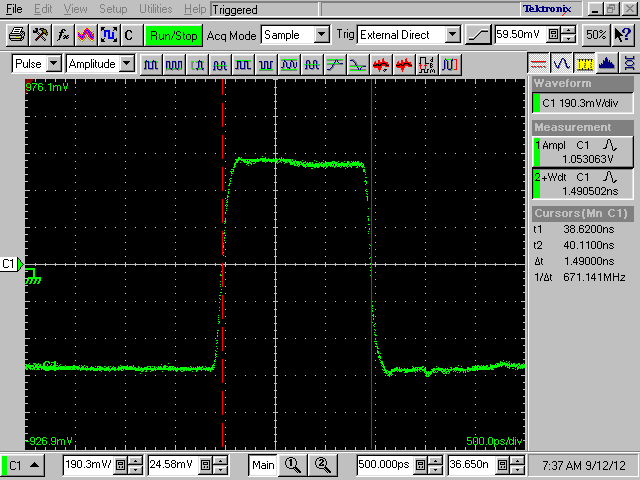 File Edit View Setup Utilities Help Triggered Tektronix
Run/Stop Acq Mode Sample Trig External Direct 59.50mV 50%
Pulse Amplitude
976.1mV
Waveform
C1 190.3mV/div
Measurement
1 Ampl C1
1.053063V
2 +Wdt C1
1.490502ns
Cursors(Mn C1)
t1 38.6200ns
t2 40.1100ns
Δt 1.49000ns
1/Δt 671.141MHz
C1
C1
-926.9mV 500.0ps/div
C1 190.3mV/ 24.58mV Main 1 2 500.000ps 36.650n 7:37 AM 9/12/12